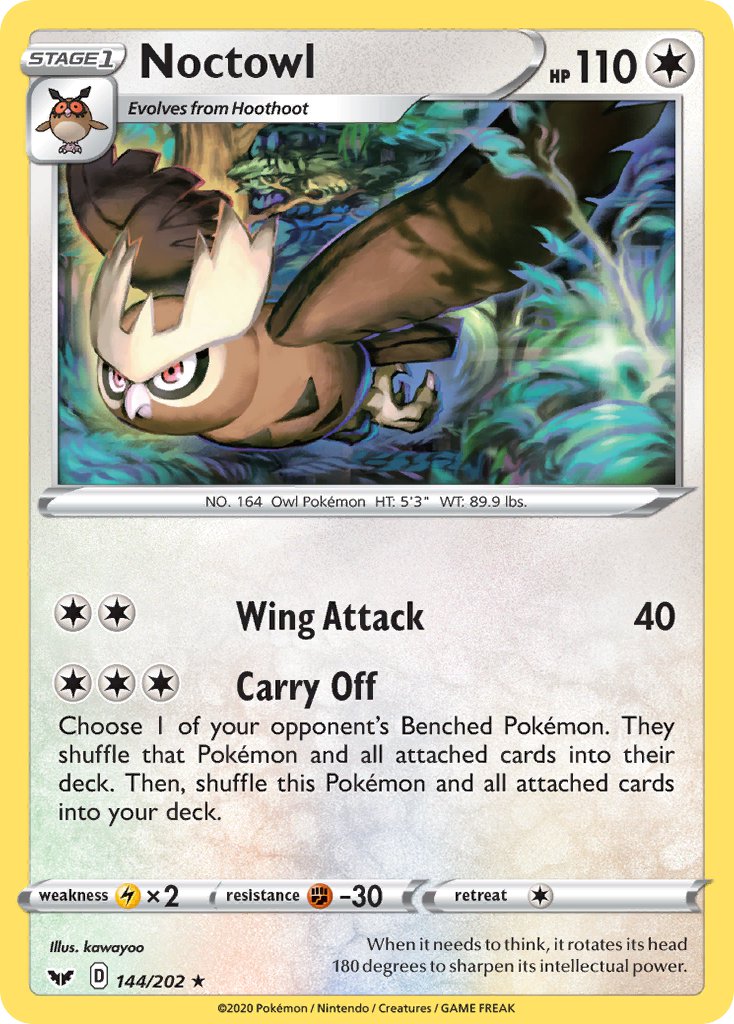 STAGE 1
Noctowl
HP 110
Evolves from Hoothoot
NO. 164 Owl Pokémon HT: 5'3" WT: 89.9 lbs.
Wing Attack 40
Carry Off
Choose 1 of your opponent's Benched Pokémon. They
shuffle that Pokémon and all attached cards into their
deck. Then, shuffle this Pokémon and all attached cards
into your deck.
weakness ×2 resistance -30 retreat
Illus. kawayoo
When it needs to think, it rotates its head
180 degrees to sharpen its intellectual power.
D 144/202 ★
©2020 Pokémon / Nintendo / Creatures / GAME FREAK